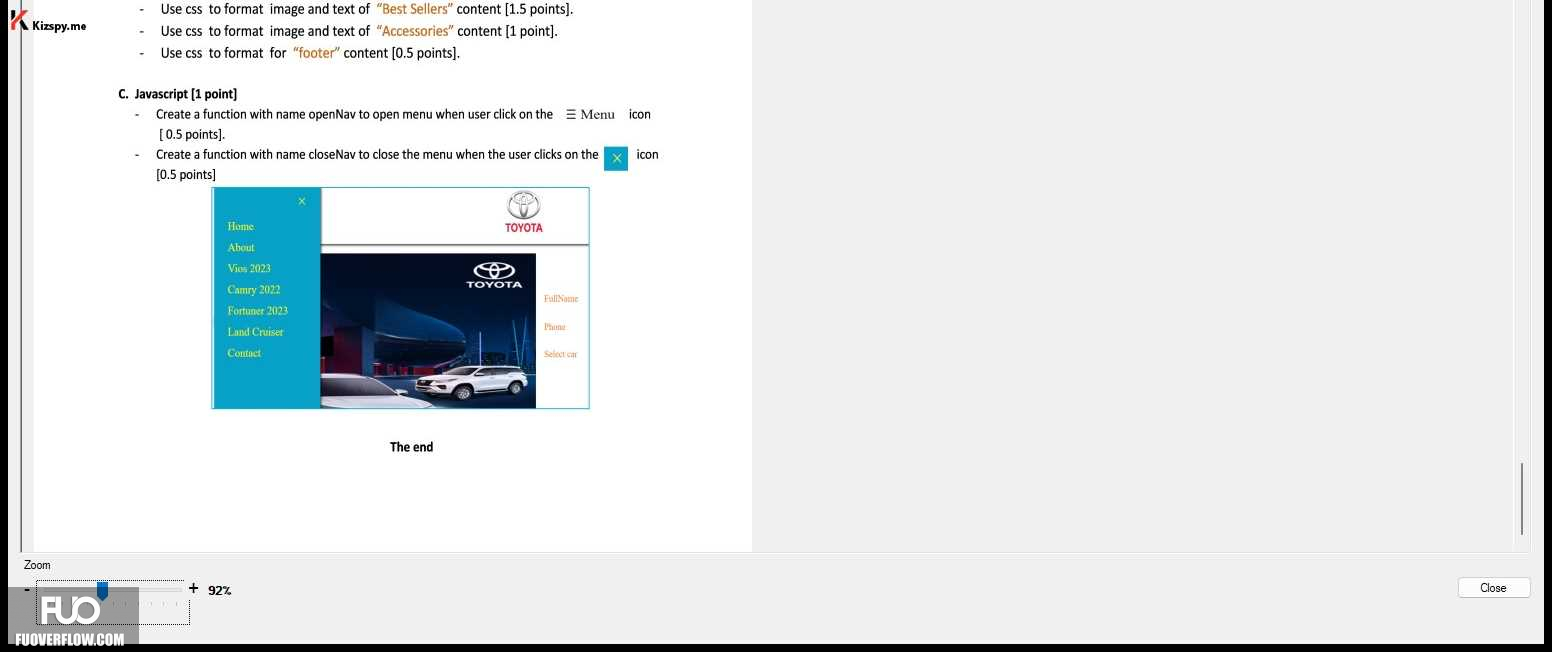 Kizspy.me
- Use css to format image and text of “Best Sellers” content [1.5 points].
- Use css to format image and text of “Accessories” content [1 point].
- Use css to format for “footer” content [0.5 points].
C. Javascript [1 point]
- Create a function with name openNav to open menu when user click on the ☰ Menu icon
[ 0.5 points].
- Create a function with name closeNav to close the menu when the user clicks on the × icon
[0.5 points]
×
TOYOTA
Home
About
Vios 2023
Camry 2022
Fortuner 2023
Land Cruiser
Contact
TOYOTA
FullName
Phone
Select car
The end
Zoom
- + 92%
Close
FUO
FUOVERFLOW.COM